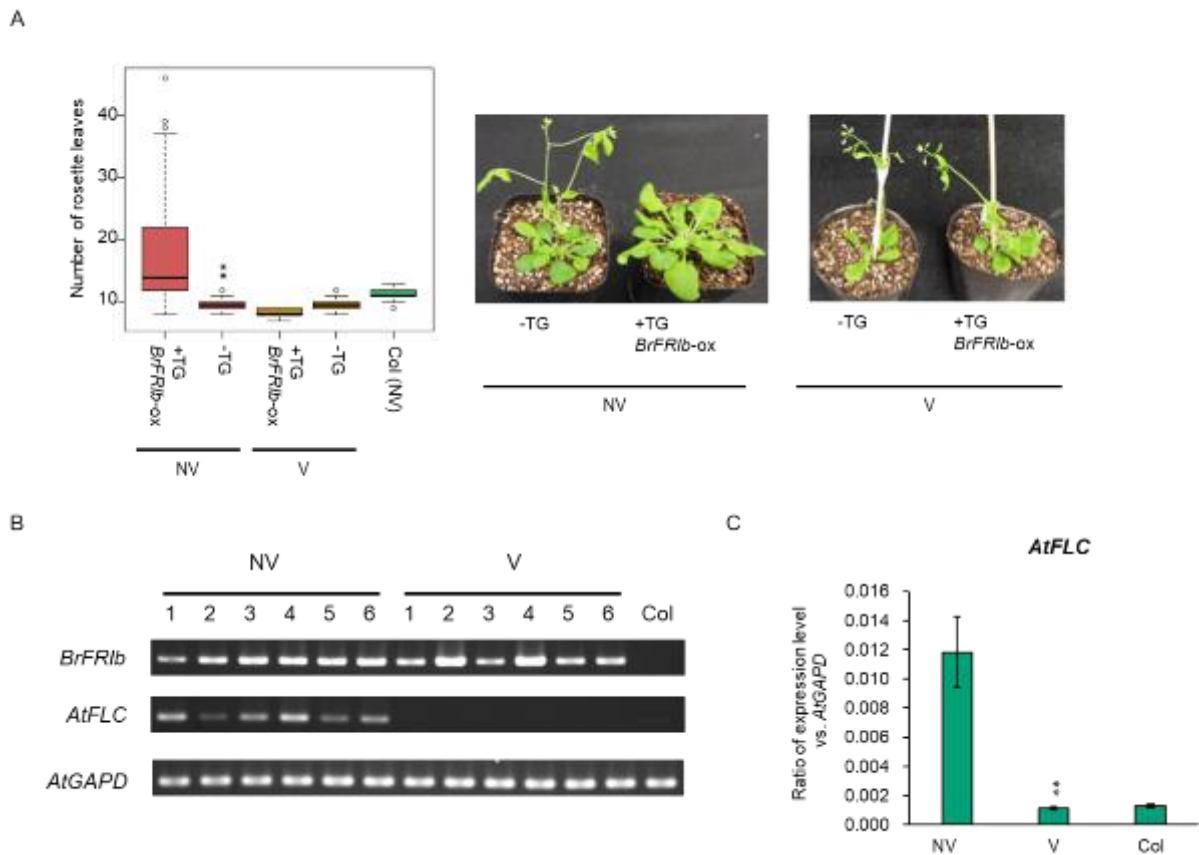 A
Number of rosette leaves
40
30
20
10
**
+TG
BrFRIb-ox
-TG
+TG
BrFRIb-ox
-TG
Col (NV)
NV
V
-TG
+TG
BrFRIb-ox
NV
-TG
+TG
BrFRIb-ox
V
B
NV
V
1 2 3 4 5 6 1 2 3 4 5 6 Col
BrFRIb
AtFLC
AtGAPD
C
AtFLC
Ratio of expression level
vs. AtGAPD
0.016
0.014
0.012
0.010
0.008
0.006
0.004
0.002
0.000
**
NV V Col